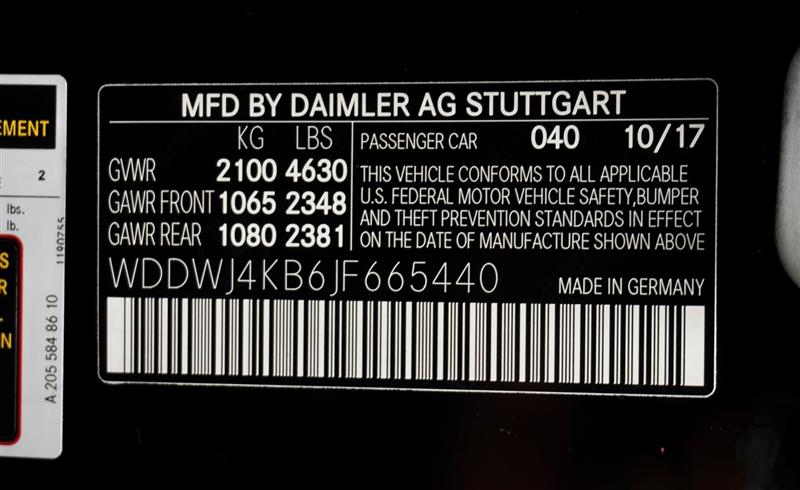 MFD BY DAIMLER AG STUTTGART
KG LBS
GVWR 2100 4630
GAWR FRONT 1065 2348
GAWR REAR 1080 2381
PASSENGER CAR 040 10/17
THIS VEHICLE CONFORMS TO ALL APPLICABLE
U.S. FEDERAL MOTOR VEHICLE SAFETY,BUMPER
AND THEFT PREVENTION STANDARDS IN EFFECT
ON THE DATE OF MANUFACTURE SHOWN ABOVE
WDDWJ4KB6JF665440
MADE IN GERMANY
EMENT
2
lbs.
lb.
S
R
N
1190755
A 205 584 86 10